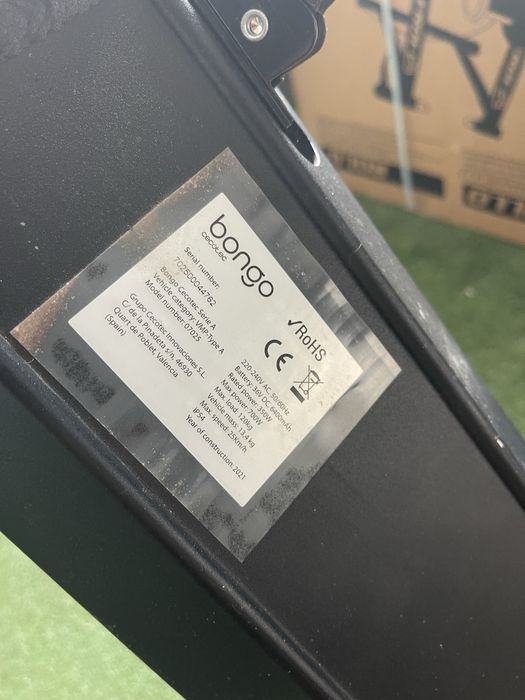 bongo
cecotec
Serial number:
702500044762
Bongo Cecotec Serie A
Vehicle category: VMP-Type A
Model number: 07025
Grupo Cecotec Innovaciones S.L.
C/ de la Pinadeta s/n, 46930
Quart de Poblet, Valencia
(Spain)
✓RoHS
CE
220-240V AC, 50/60Hz
Battery: 36V DC, 6400mAh
Rated power: 350W
Max. power: 700W
Max. load: 120kg
Vehicle mass: 13.4 kg
Max. speed: 25km/h
IP54
Year of construction: 2021